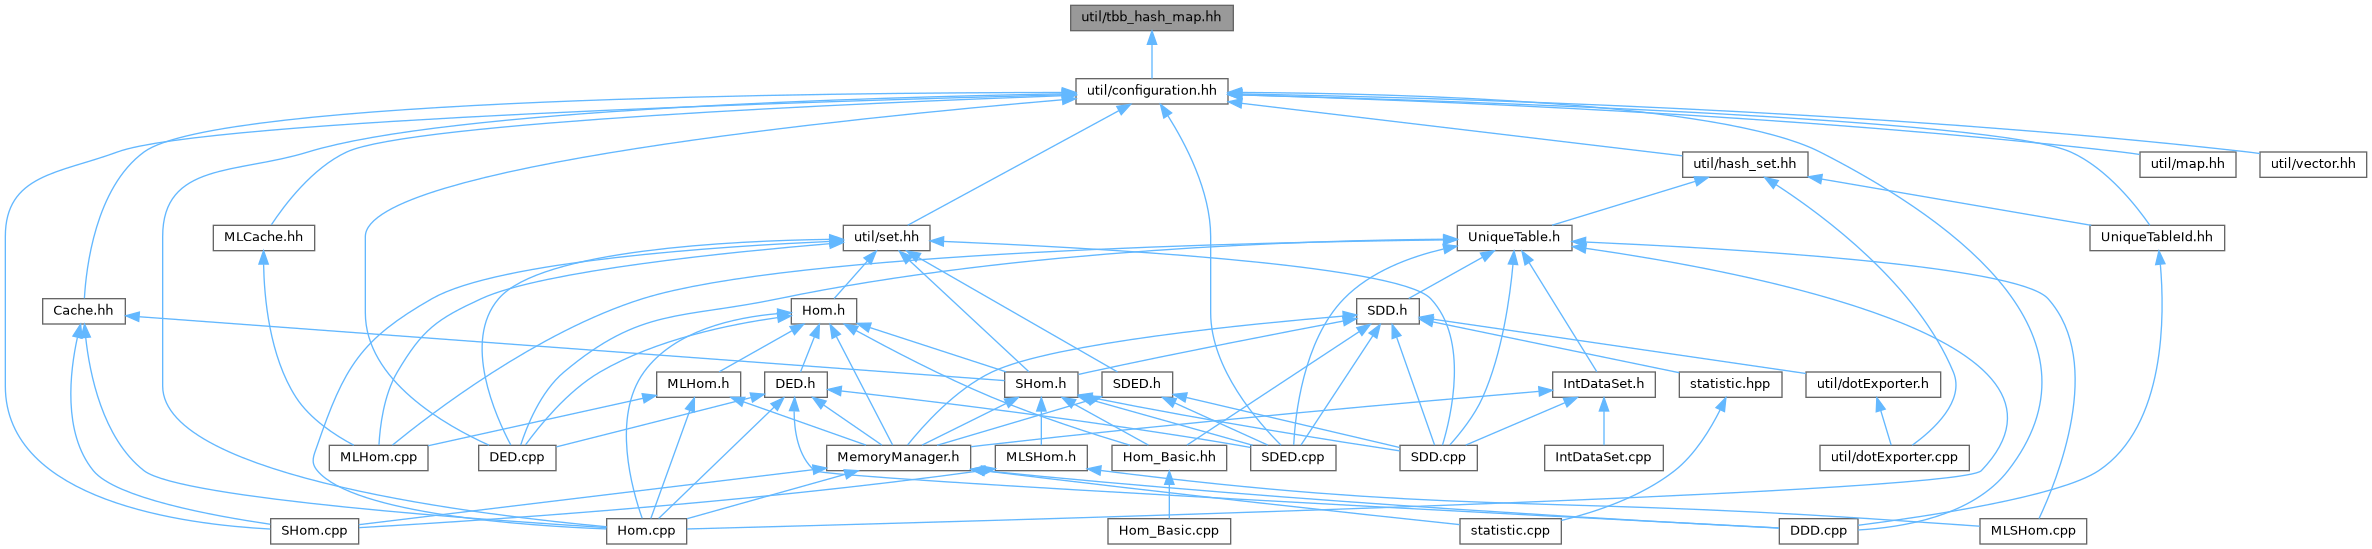 util/tbb_hash_map.hh
util/configuration.hh
util/hash_set.hh
util/map.hh
util/vector.hh
MLCache.hh
util/set.hh
UniqueTable.h
UniqueTableId.hh
Cache.hh
Hom.h
SDD.h
MLHom.h
DED.h
SHom.h
SDED.h
IntDataSet.h
statistic.hpp
util/dotExporter.h
MLHom.cpp
DED.cpp
MemoryManager.h
MLSHom.h
Hom_Basic.hh
SDED.cpp
SDD.cpp
IntDataSet.cpp
util/dotExporter.cpp
SHom.cpp
Hom.cpp
Hom_Basic.cpp
statistic.cpp
DDD.cpp
MLSHom.cpp